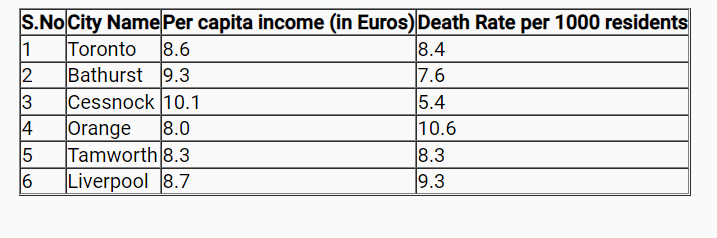 S.No City Name Per capita income (in Euros) Death Rate per 1000 residents
1 Toronto 8.6 8.4
2 Bathurst 9.3 7.6
3 Cessnock 10.1 5.4
4 Orange 8.0 10.6
5 Tamworth 8.3 8.3
6 Liverpool 8.7 9.3